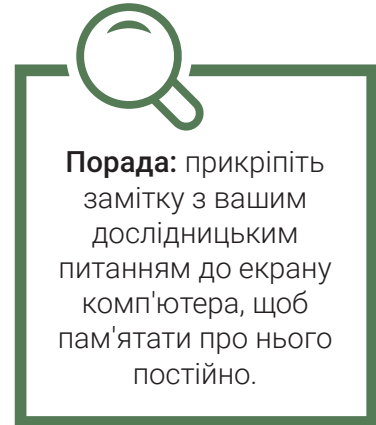 Порада: прикріпіть
замітку з вашим
дослідницьким
питанням до екрану
комп'ютера, щоб
пам'ятати про нього
постійно.